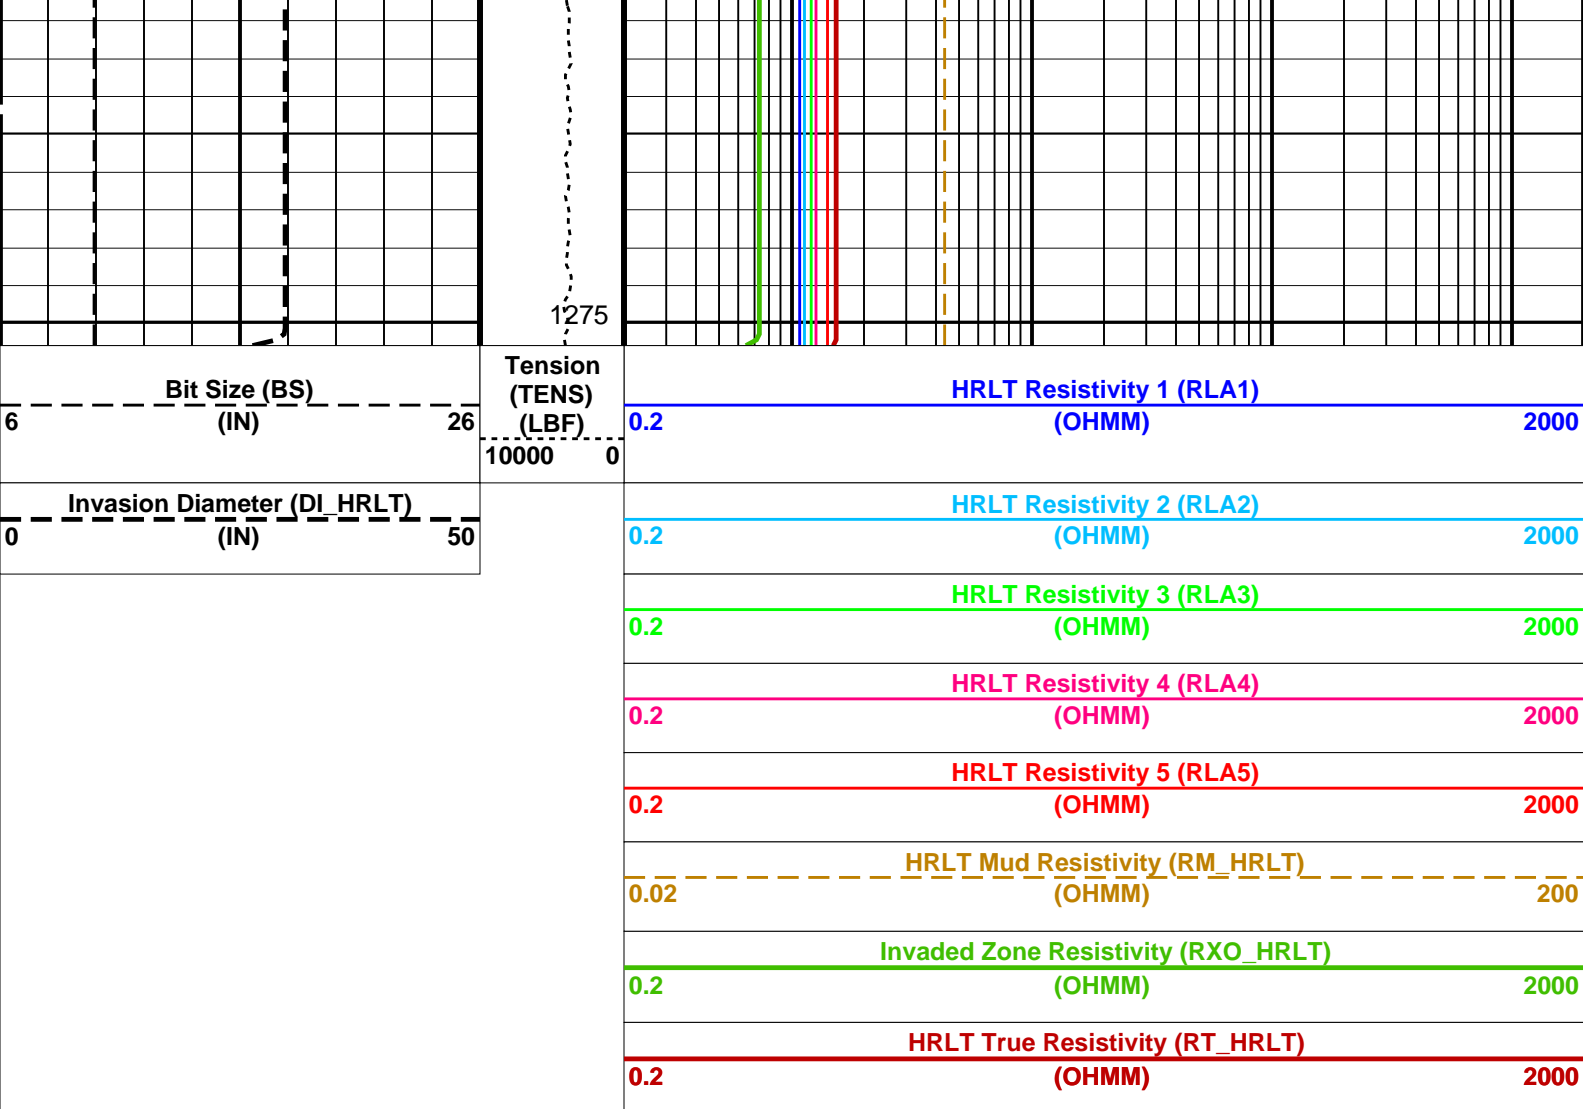 1275
Bit Size (BS)
6 (IN) 26
Tension
(TENS)
(LBF)
10000 0
HRLT Resistivity 1 (RLA1)
0.2 (OHMM) 2000
Invasion Diameter (DI_HRLT)
0 (IN) 50
HRLT Resistivity 2 (RLA2)
0.2 (OHMM) 2000
HRLT Resistivity 3 (RLA3)
0.2 (OHMM) 2000
HRLT Resistivity 4 (RLA4)
0.2 (OHMM) 2000
HRLT Resistivity 5 (RLA5)
0.2 (OHMM) 2000
HRLT Mud Resistivity (RM_HRLT)
0.02 (OHMM) 200
Invaded Zone Resistivity (RXO_HRLT)
0.2 (OHMM) 2000
HRLT True Resistivity (RT_HRLT)
0.2 (OHMM) 2000